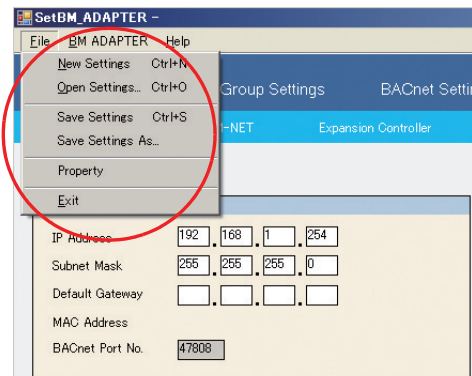 SetBM_ADAPTER -
File BM ADAPTER Help
New Settings Ctrl+N
Open Settings... Ctrl+O
Save Settings Ctrl+S
Save Settings As...
Property
Exit
Group Settings BACnet
-NET Expansion Controller
IP Address 192 . 168 . 1 . 254
Subnet Mask 255 . 255 . 255 . 0
Default Gateway . . .
MAC Address
BACnet Port No. 47808